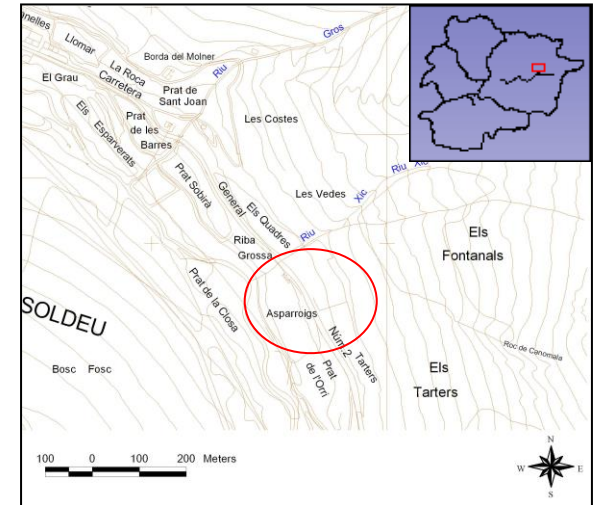 anelles
Llomar
Borda del Molner
Riu
Gros
La Roca
Carretera
El Grau
Prat de
Sant Joan
Els
Esparverats
Prat
de les
Barres
Les Costes
Prat Sobirà
General
Els Quadres
Les Vedes
Riu
Xic
Riu
Riba
Grossa
Els
Fontanals
Prat de la Closa
Asparroigs
SOLDEU
Núm. 2
Tarters
Prat
de l'Orri
Roc de Canomala
Bosc Fosc
Els
Tarters
100 0 100 200 Meters
N
W E
S